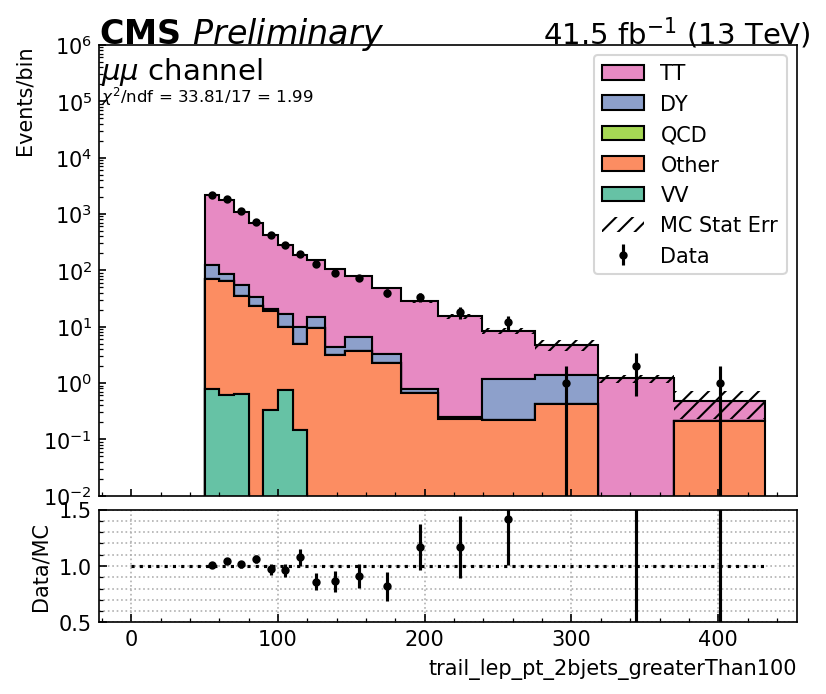 CMS Preliminary 41.5 fb⁻¹ (13 TeV)
μμ channel
χ²/ndf = 33.81/17 = 1.99
Events/bin
10⁶
10⁵
10⁴
10³
10²
10¹
10⁰
10⁻¹
10⁻²
TT
DY
QCD
Other
VV
MC Stat Err
Data
Data/MC
1.5
1.0
0.5
0 100 200 300 400
trail_lep_pt_2bjets_greaterThan100